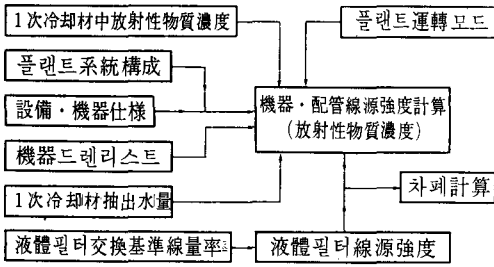 1次冷却材中放射性物質濃度
플랜트運轉모드
플랜트系統構成
設備・機器仕樣
機器・配管線源強度計算
(放射性物質濃度)
機器드렌리스트
1次冷却材抽出水量
차폐計算
液體필터交換基準線量率
液體필터線源強度